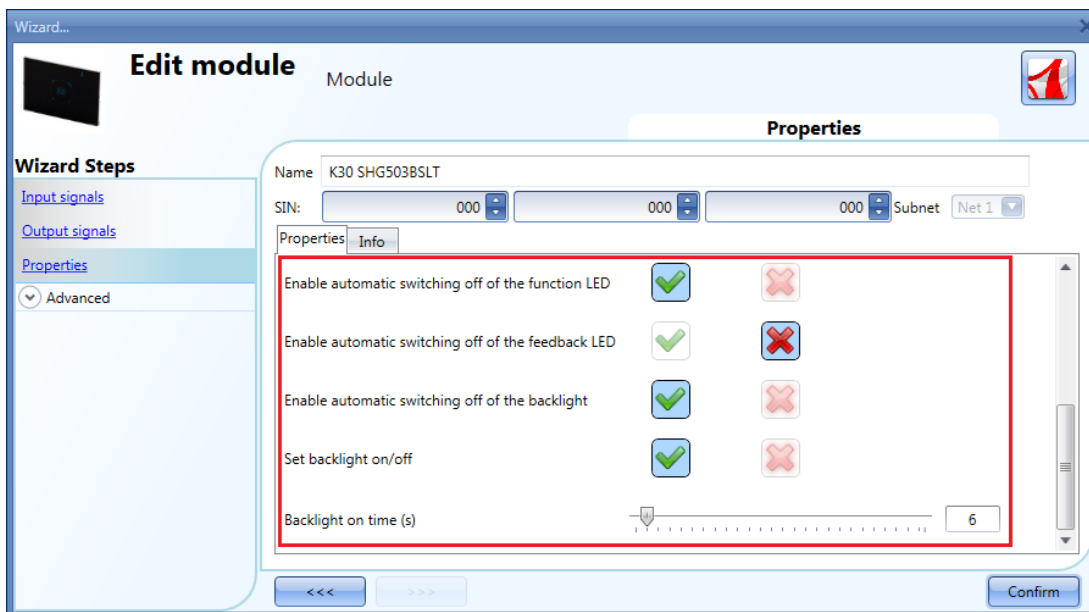 Wizard...
Edit module
Module
Properties
Wizard Steps
Input signals
Output signals
Properties
Advanced
Name K30 SHG503BSLT
SIN: 000 000 000 Subnet Net 1
Properties Info
Enable automatic switching off of the function LED
Enable automatic switching off of the feedback LED
Enable automatic switching off of the backlight
Set backlight on/off
Backlight on time (s) 6
<<< >>> Confirm